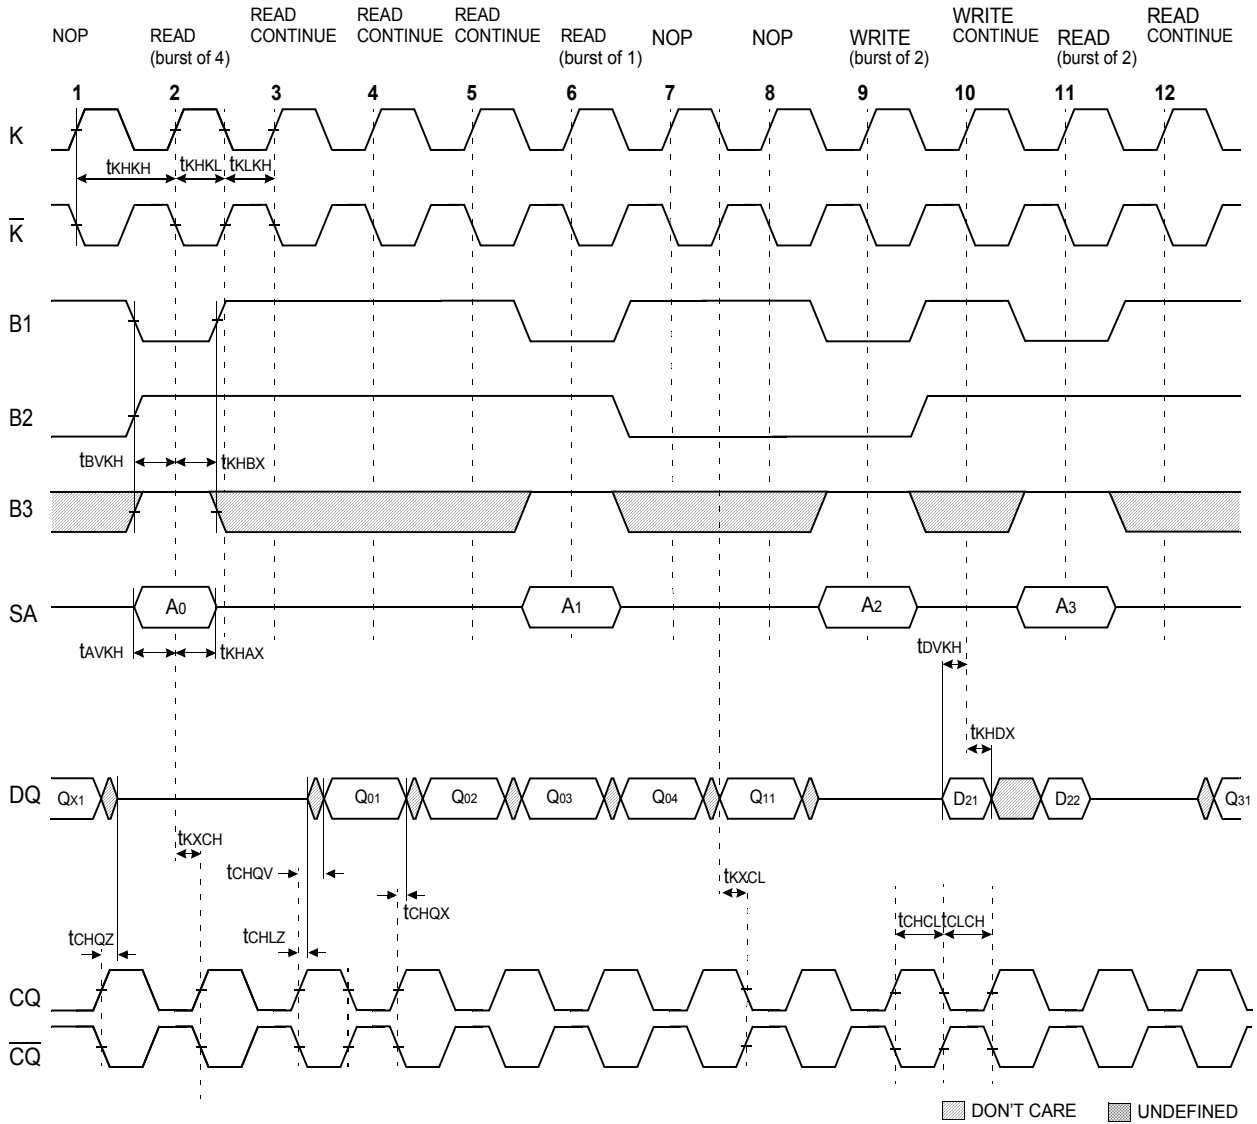 NOP
READ
(burst of 4)
READ
CONTINUE
READ
CONTINUE
READ
CONTINUE
READ
(burst of 1)
NOP
NOP
WRITE
(burst of 2)
WRITE
CONTINUE
READ
(burst of 2)
READ
CONTINUE
1 2 3 4 5 6 7 8 9 10 11 12
K
tKHKH tKHKL tKLKH
K
B1
B2
tBVKH tKHBX
B3
SA A0 A1 A2 A3
tAVKH tKHAX
tDVKH
tKHDX
DQ QX1 Q01 Q02 Q03 Q04 Q11 D21 D22 Q31
tKXCH
tCHQV
tKXCL
tCHQX
tCHQZ
tCHLZ
tCHCL tCLCH
CQ
CQ
DON'T CARE
UNDEFINED